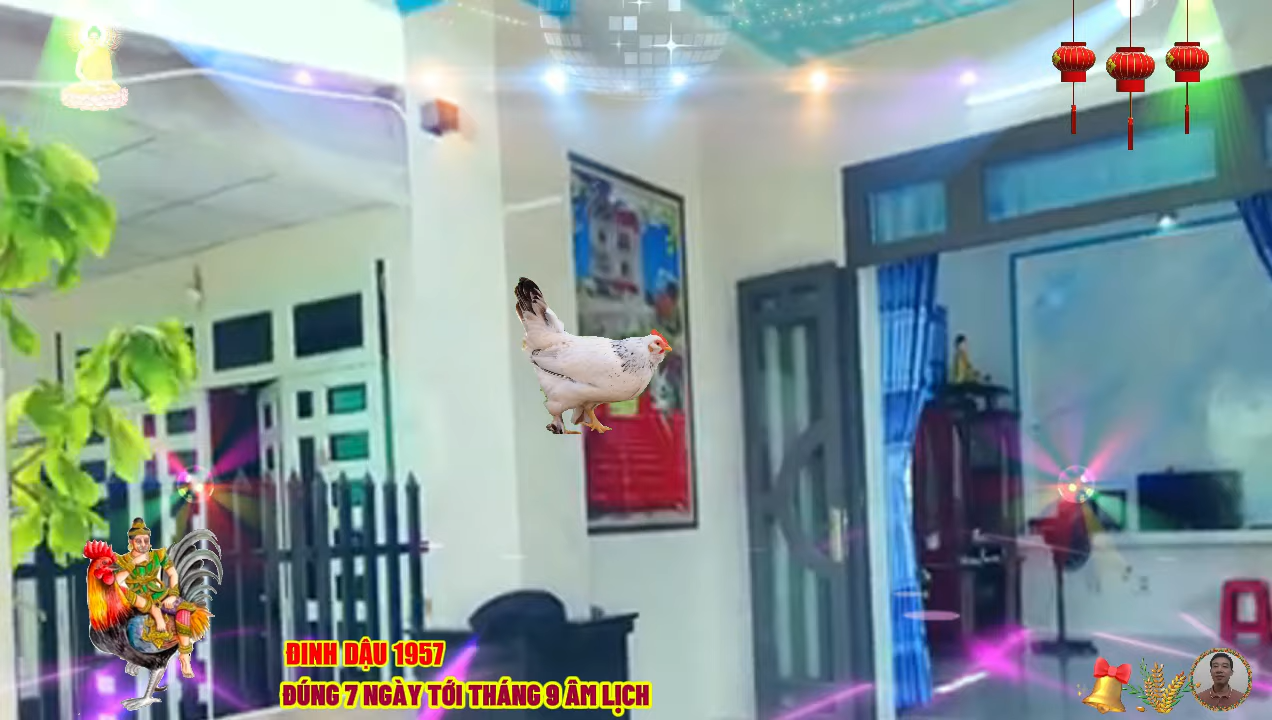 ĐINH DẬU 1957
ĐÚNG 7 NGÀY TỚI THÁNG 9 ÂM LỊCH